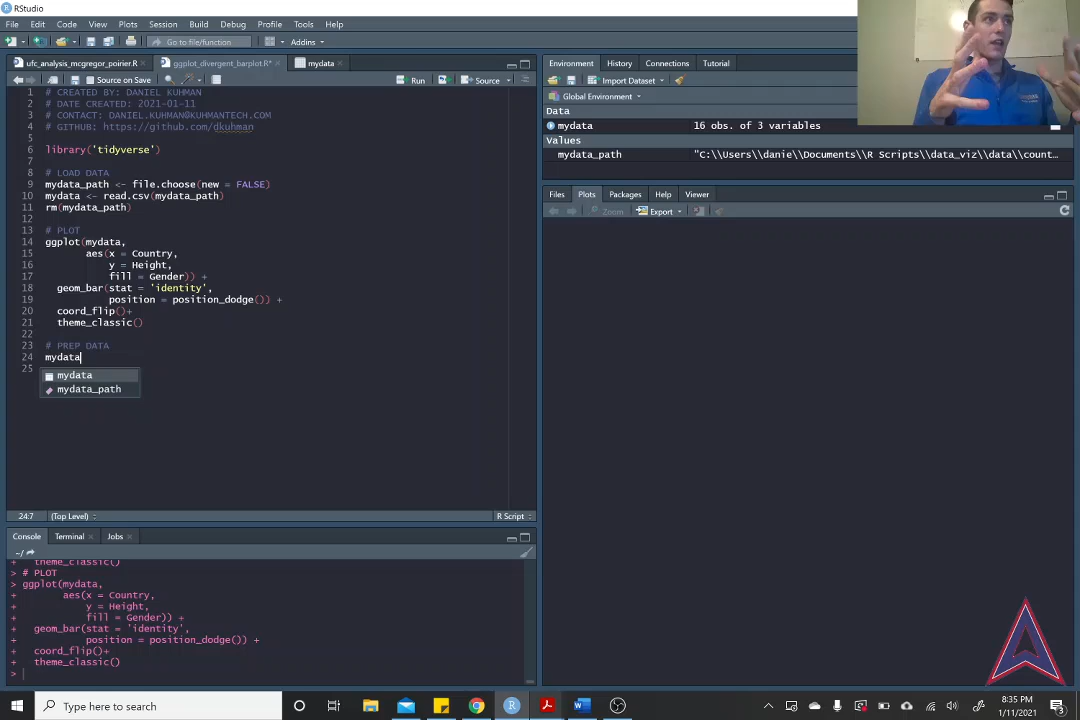 RStudio
File Edit Code View Plots Session Build Debug Profile Tools Help
Go to file/function Addins
ufc_analysis_mcgregor_poirier.R ggplot_divergent_barplot.R* mydata
Source on Save Run Source
1 # CREATED BY: DANIEL KUHMAN
2 # DATE CREATED: 2021-01-11
3 # CONTACT: DANIEL.KUHMAN@KUHMANTECH.COM
4 # GITHUB: https://github.com/dkuhman
5
6 library('tidyverse')
7
8 # LOAD DATA
9 mydata_path <- file.choose(new = FALSE)
10 mydata <- read.csv(mydata_path)
11 rm(mydata_path)
12
13 # PLOT
14 ggplot(mydata,
15 aes(x = Country,
16 y = Height,
17 fill = Gender)) +
18 geom_bar(stat = 'identity',
19 position = position_dodge()) +
20 coord_flip()+
21 theme_classic()
22
23 # PREP DATA
24 mydata
25
mydata
mydata_path
24:7 (Top Level) R Script
Console Terminal Jobs
~/
+ theme_classic()
> # PLOT
> ggplot(mydata,
+ aes(x = Country,
+ y = Height,
+ fill = Gender)) +
+ geom_bar(stat = 'identity',
+ position = position_dodge()) +
+ coord_flip()+
+ theme_classic()
>
Environment History Connections Tutorial
Import Dataset
Global Environment
Data
mydata 16 obs. of 3 variables
Values
mydata_path "C:\\Users\\danie\\Documents\\R Scripts\\data_viz\\data\\count…
Files Plots Packages Help Viewer
Zoom Export
Type here to search
8:35 PM
1/11/2021
3